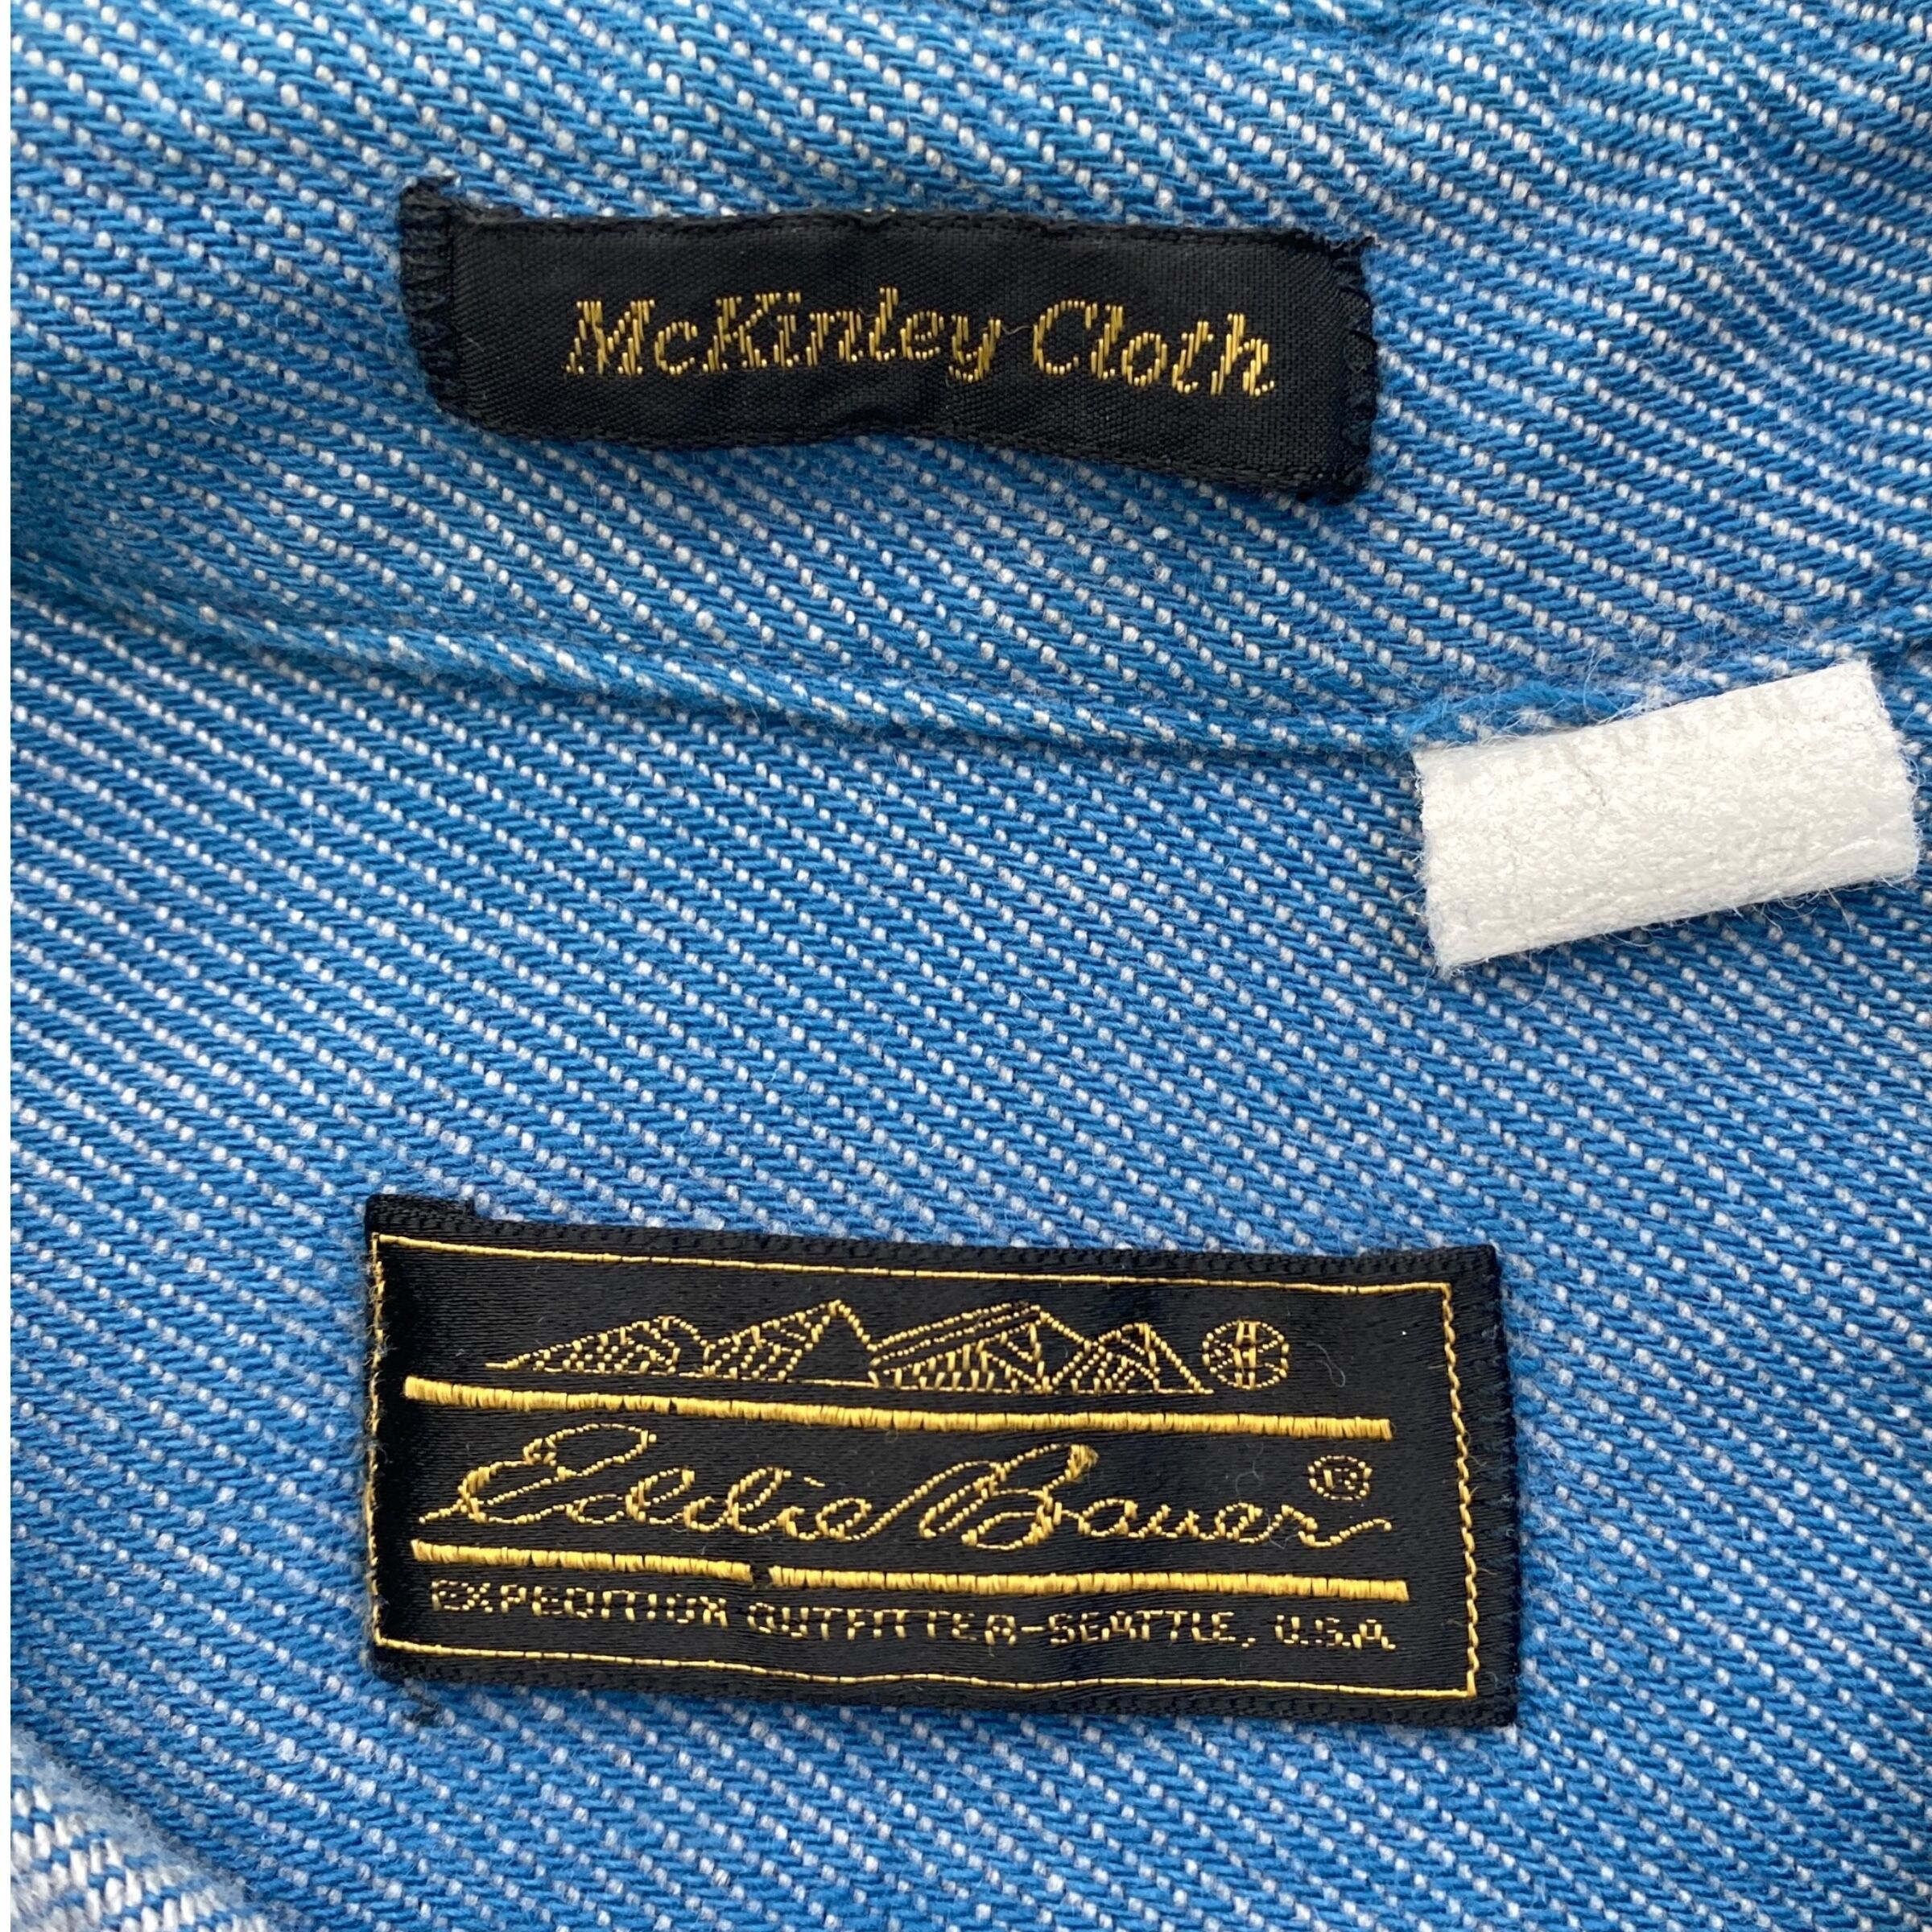 McKinley Cloth
Eddie Bauer®
EXPEDITION OUTFITTER-SEATTLE, U.S.A.